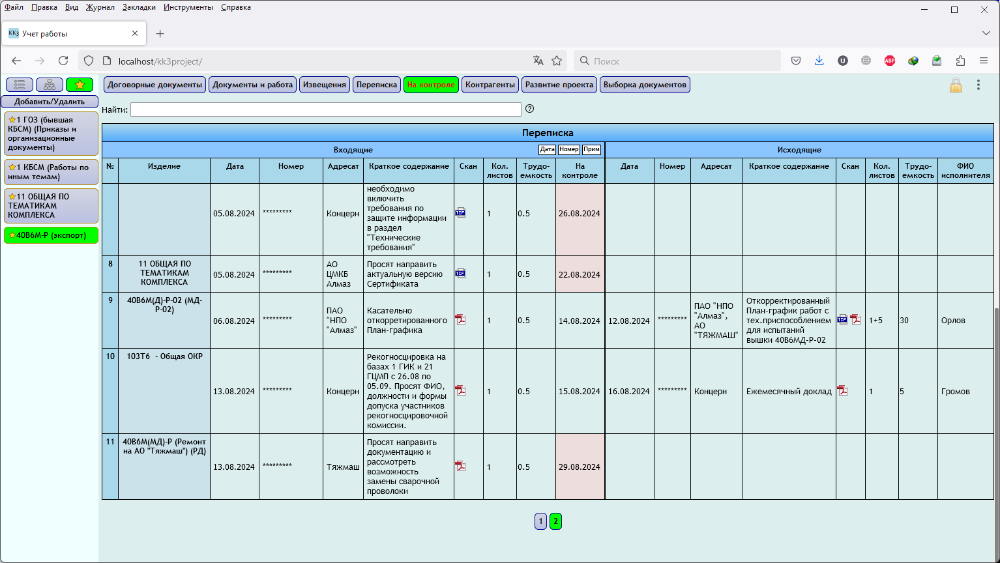 Файл Правка Вид Журнал Закладки Инструменты Справка
KK3 Учет работы
localhost/kk3project/
Поиск
U
ABP
Договорные документы Документы и работа Извещения Переписка На контроле Контрагенты Развитие проекта Выборка документов
Добавить/Удалить
1 ГОЗ (бывшая
КБСМ) (Приказы и
организационные
документы)
1 КБСМ (Работы по
иным темам)
11 ОБЩАЯ ПО
ТЕМАТИКАМ
КОМПЛЕКСА
40В6М-Р (экспорт)
Найти:
Переписка
Входящие Дата Номер Прим Исходящие
№ Изделие Дата Номер Адресат Краткое содержание Скан Кол.
листов Трудо-
емкость На
контроле Дата Номер Адресат Краткое содержание Скан Кол.
листов Трудо-
емкость ФИО
исполнителя
05.08.2024 ********* Концерн
необходимо
включить
требования по
защите информации
в раздел
"Технические
требования"
TIF 1 0.5 26.08.2024
8 11 ОБЩАЯ ПО
ТЕМАТИКАМ
КОМПЛЕКСА
05.08.2024 *********
АО
ЦМКБ
Алмаз
Просят направить
актуальную версию
Сертификата
TIF 1 0.5 22.08.2024
9 40В6М(Д)-Р-02 (МД-
Р-02)
06.08.2024 *********
ПАО
"НПО
"Алмаз"
Касательно
откорретированного
План-графика
1 0.5 14.08.2024 12.08.2024 *********
ПАО "НПО
"Алмаз",
АО
"ТЯЖМАШ"
Откорректированный
План-график работ с
тех.приспособлением
для испытаний
вышки 40В6МД-Р-02
TIF 1+5 30 Орлов
10 103Т6 - Общая ОКР
13.08.2024 ********* Концерн
Рекогносцировка на
базах 1 ГИК и 21
ГЦМП с 26.08 по
05.09. Просят ФИО,
должности и формы
допуска участников
рекогносцировочной
комиссии.
1 0.5 15.08.2024 16.08.2024 ********* Концерн Ежемесячный доклад 1 5 Громов
11 40В6М(МД)-Р (Ремонт
на АО "Тяжмаш") (РД)
13.08.2024 ********* Тяжмаш
Просят направить
документацию и
рассмотреть
возможность
замены сварочной
проволоки
1 0.5 29.08.2024
1 2